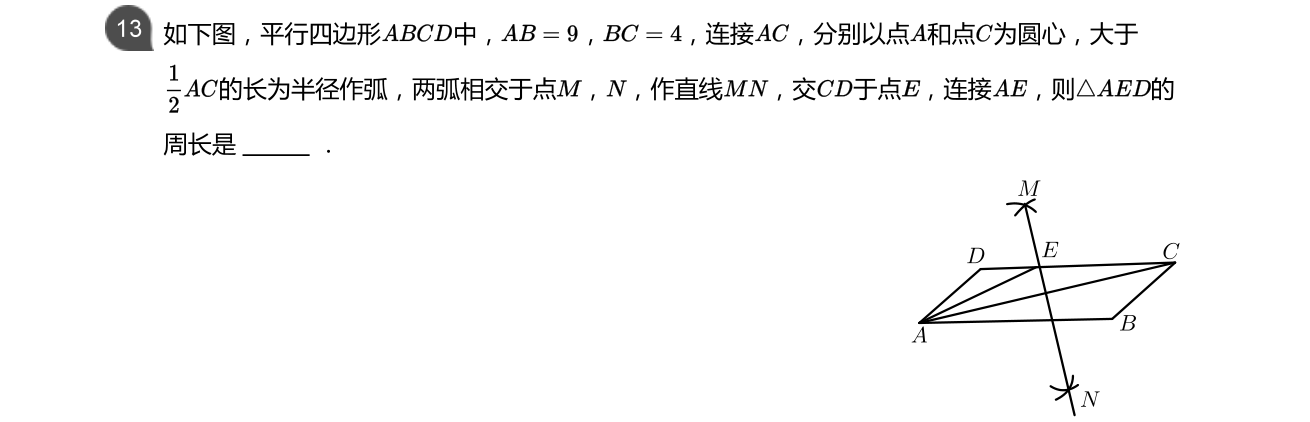 13 如下图，平行四边形ABCD中，AB = 9，BC = 4，连接AC，分别以点A和点C为圆心，大于
1/2 AC的长为半径作弧，两弧相交于点M，N，作直线MN，交CD于点E，连接AE，则△AED的
周长是 _____ ．
M
D E C
A B
N